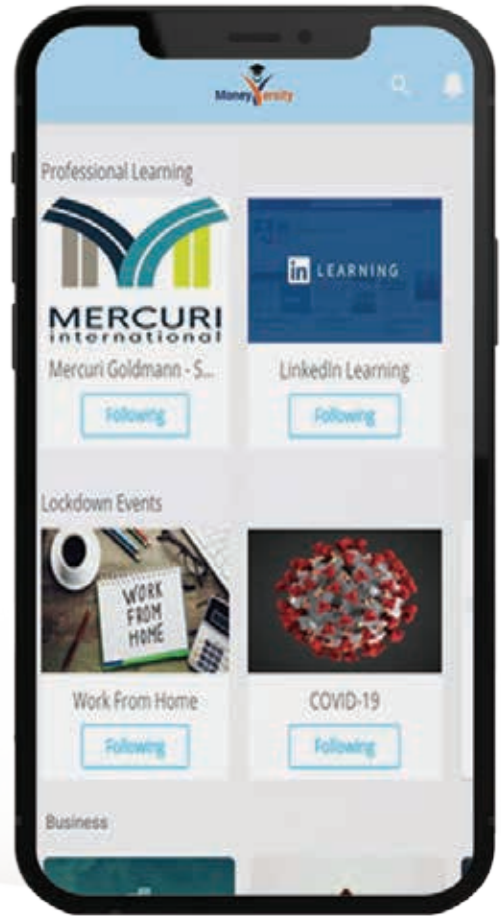 MoneyVersity
Professional Learning
MERCURI
international
in LEARNING
Mercuri Goldmann - S...
LinkedIn Learning
Following
Following
Lockdown Events
WORK
FROM
HOME
Work From Home
COVID-19
Following
Following
Business